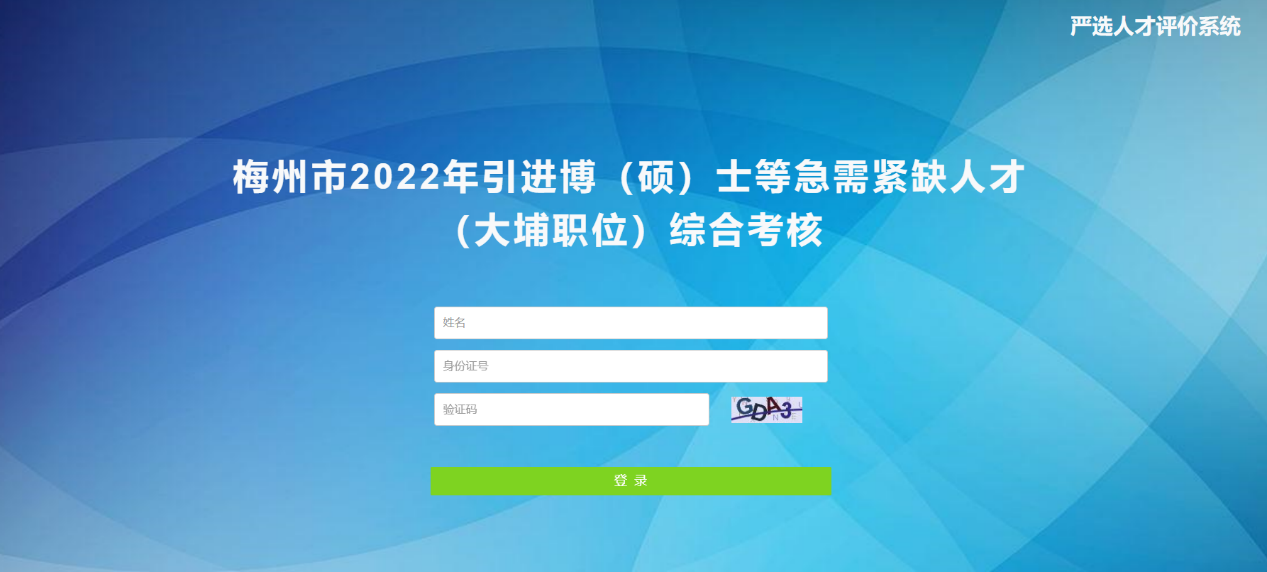 严选人才评价系统
梅州市2022年引进博（硕）士等急需紧缺人才
（大埔职位）综合考核
姓名
身份证号
验证码
GDA3
登 录